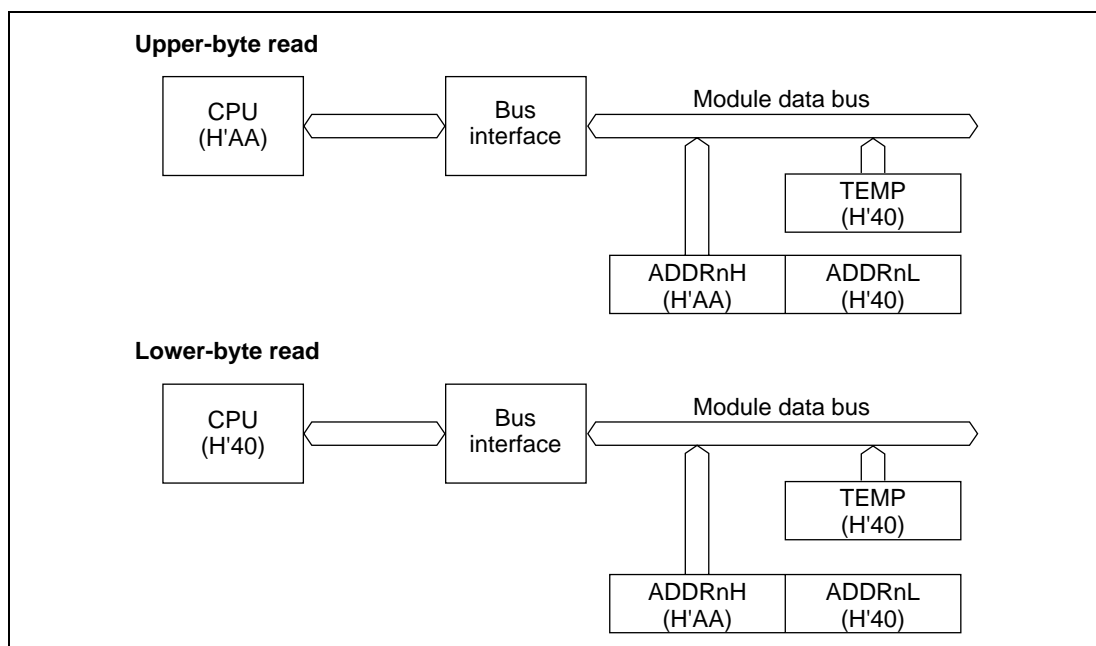 Upper-byte read
CPU
(H'AA)
Bus
interface
Module data bus
TEMP
(H'40)
ADDRnH
(H'AA)
ADDRnL
(H'40)
Lower-byte read
CPU
(H'40)
Bus
interface
Module data bus
TEMP
(H'40)
ADDRnH
(H'AA)
ADDRnL
(H'40)